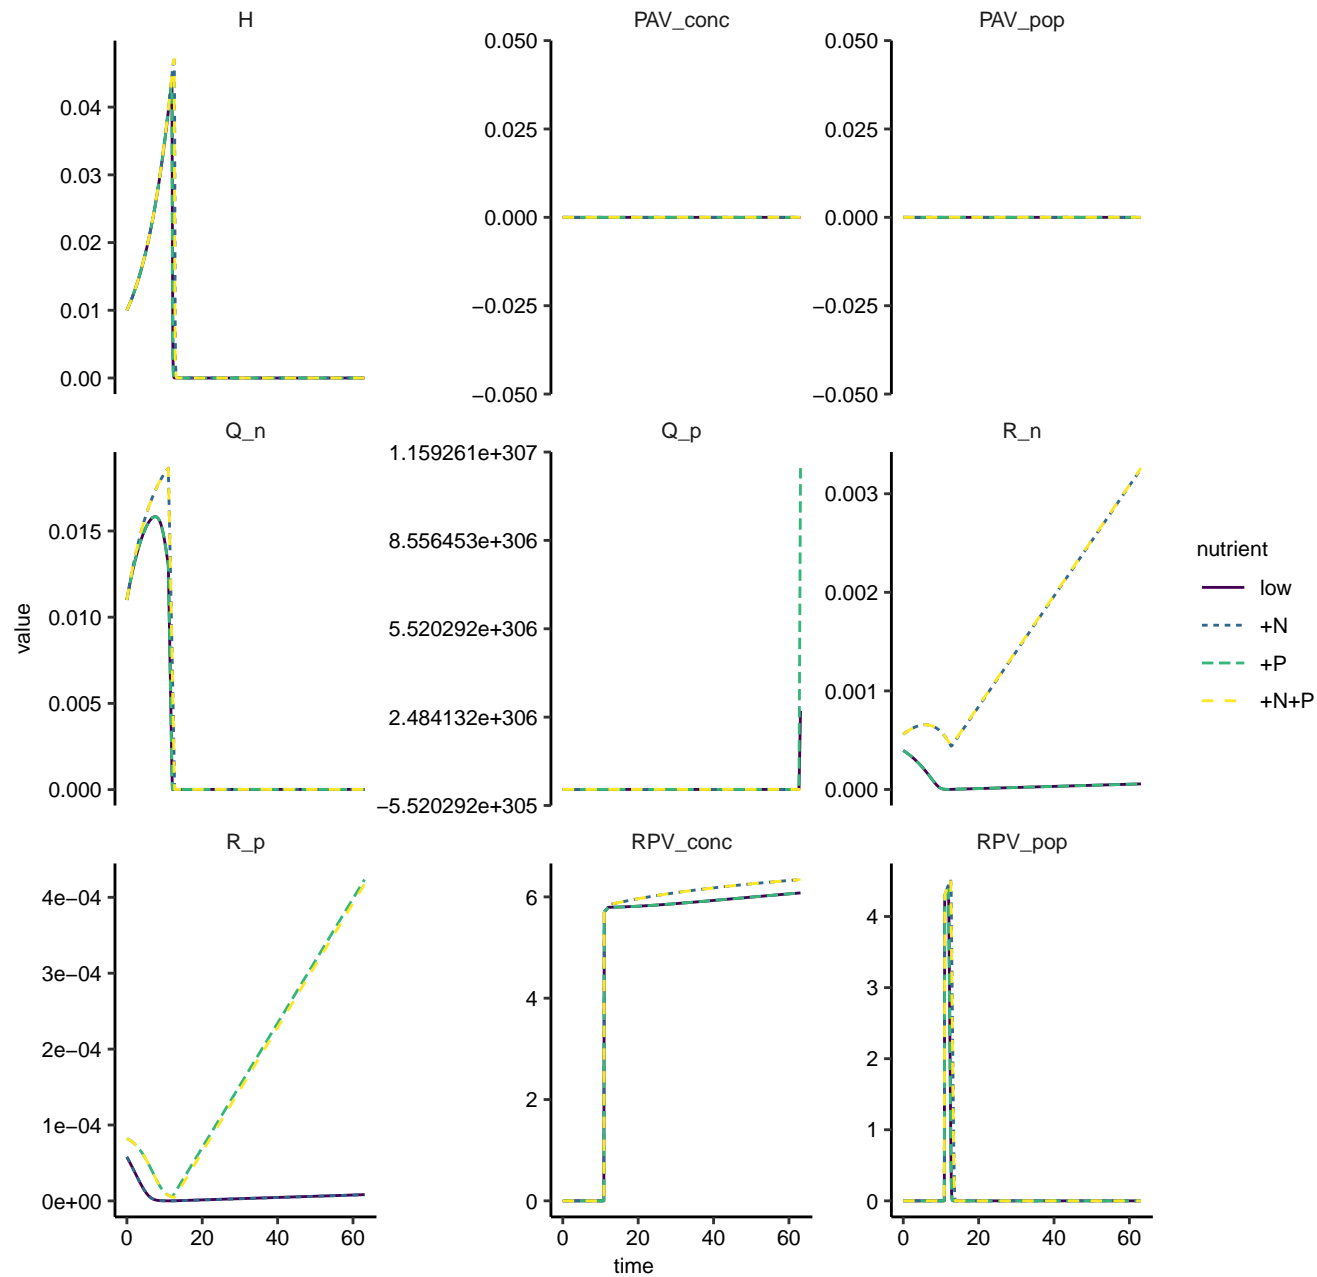 H
PAV_conc
PAV_pop
0.04
0.03
0.02
0.01
0.00
0.050
0.025
0.000
−0.025
−0.050
0.050
0.025
0.000
−0.025
−0.050
Q_n
Q_p
R_n
0.015
0.010
0.005
0.000
1.159261e+307
8.556453e+306
5.520292e+306
2.484132e+306
−5.520292e+305
0.003
0.002
0.001
0.000
R_p
RPV_conc
RPV_pop
4e−04
3e−04
2e−04
1e−04
0e+00
6
4
2
0
4
3
2
1
0
0 20 40 60
0 20 40 60
0 20 40 60
time
value
nutrient
low
+N
+P
+N+P